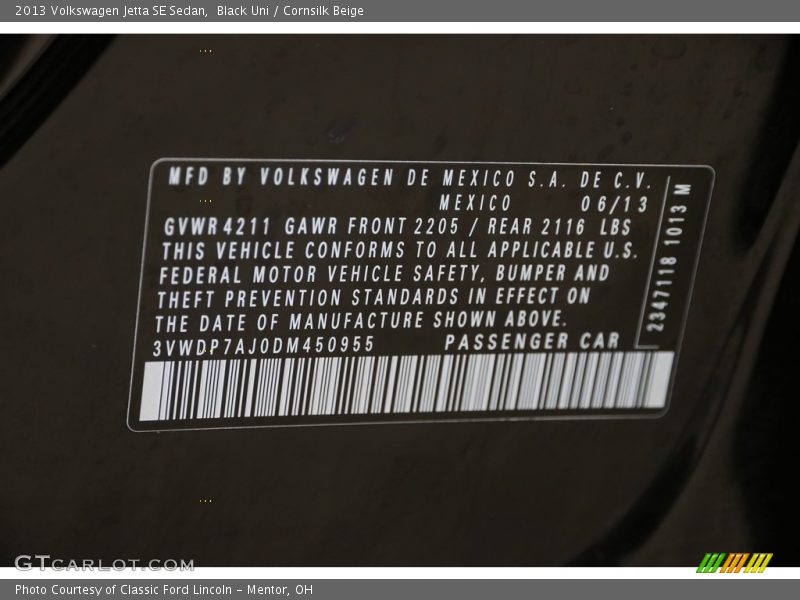 2013 Volkswagen Jetta SE Sedan, Black Uni / Cornsilk Beige
MFD BY VOLKSWAGEN DE MEXICO S.A. DE C.V.
MEXICO 06/13
GVWR 4211 GAWR FRONT 2205 / REAR 2116 LBS
THIS VEHICLE CONFORMS TO ALL APPLICABLE U.S.
FEDERAL MOTOR VEHICLE SAFETY, BUMPER AND
THEFT PREVENTION STANDARDS IN EFFECT ON
THE DATE OF MANUFACTURE SHOWN ABOVE.
3VWDP7AJ0DM450955 PASSENGER CAR
2347118 1013 M
GTCARLOT.COM
Photo Courtesy of Classic Ford Lincoln - Mentor, OH